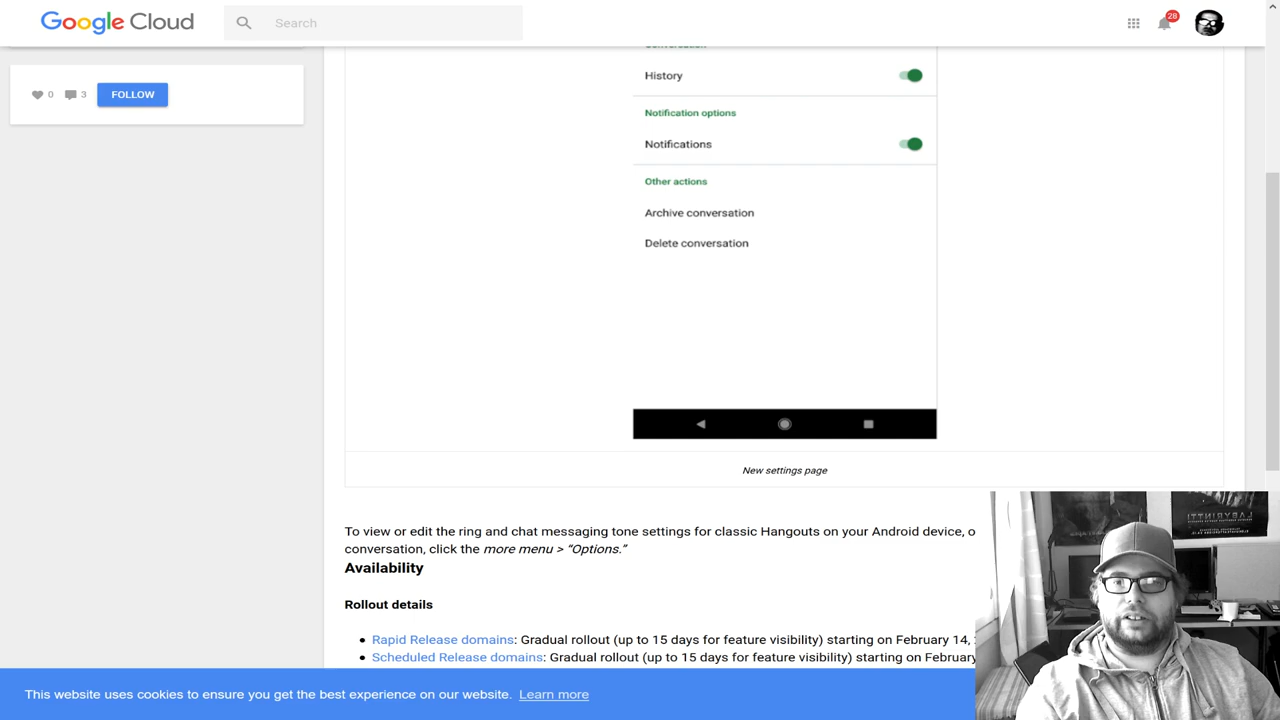 Google Cloud
Search
28
0
3
FOLLOW
Conversation
History
Notification options
Notifications
Other actions
Archive conversation
Delete conversation
New settings page
To view or edit the ring and chat messaging tone settings for classic Hangouts on your Android device, o
conversation, click the more menu > “Options.”
Availability
Rollout details
Rapid Release domains: Gradual rollout (up to 15 days for feature visibility) starting on February 14,
Scheduled Release domains: Gradual rollout (up to 15 days for feature visibility) starting on February
This website uses cookies to ensure you get the best experience on our website. Learn more